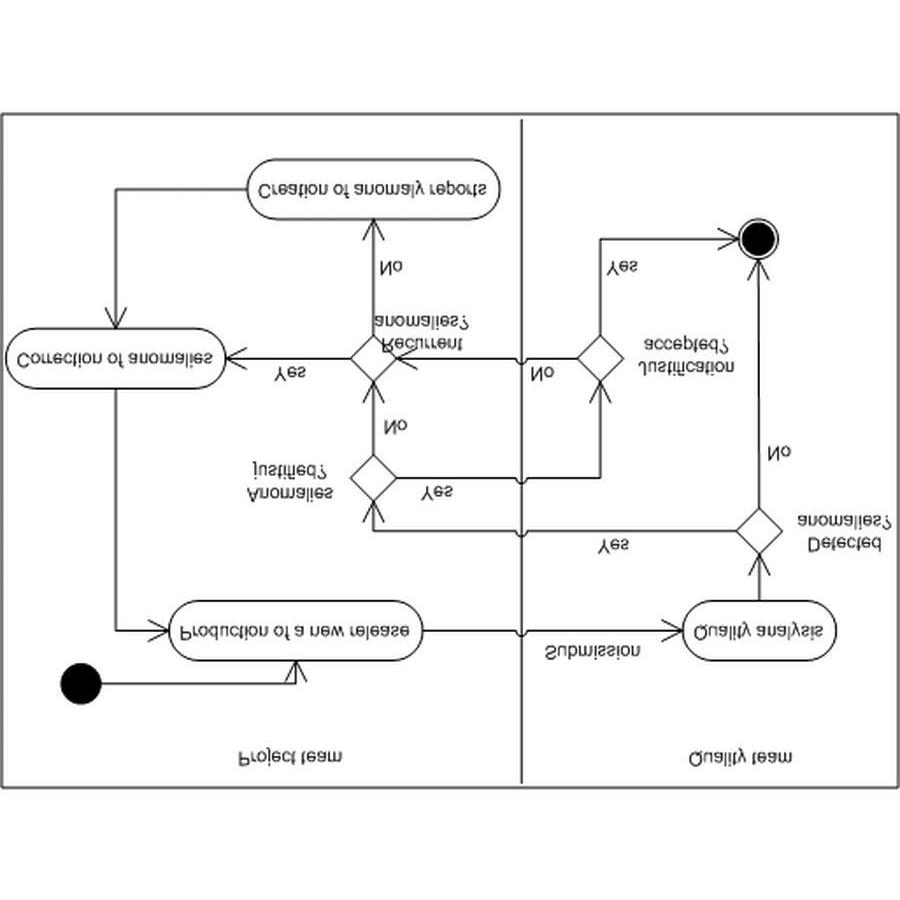 Project team
Quality team
Production of a new release
Submission
Quality analysis
Yes
Detected
anomalies?
Anomalies
justified?
Yes
No
No
Correction of anomalies
Yes
Recurrent
anomalies?
No
Justification
accepted?
No
Yes
Creation of anomaly reports